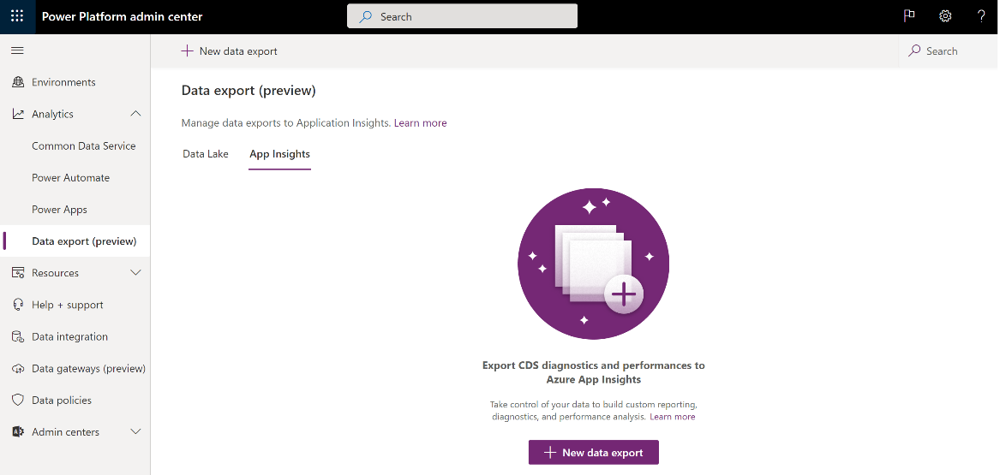 Power Platform admin center
Search
?
New data export
Search
Environments
Analytics
Common Data Service
Power Automate
Power Apps
Data export (preview)
Resources
Help + support
Data integration
Data gateways (preview)
Data policies
Admin centers
Data export (preview)
Manage data exports to Application Insights. Learn more
Data Lake App Insights
Export CDS diagnostics and performances to
Azure App Insights
Take control of your data to build custom reporting,
diagnostics, and performance analysis. Learn more
New data export